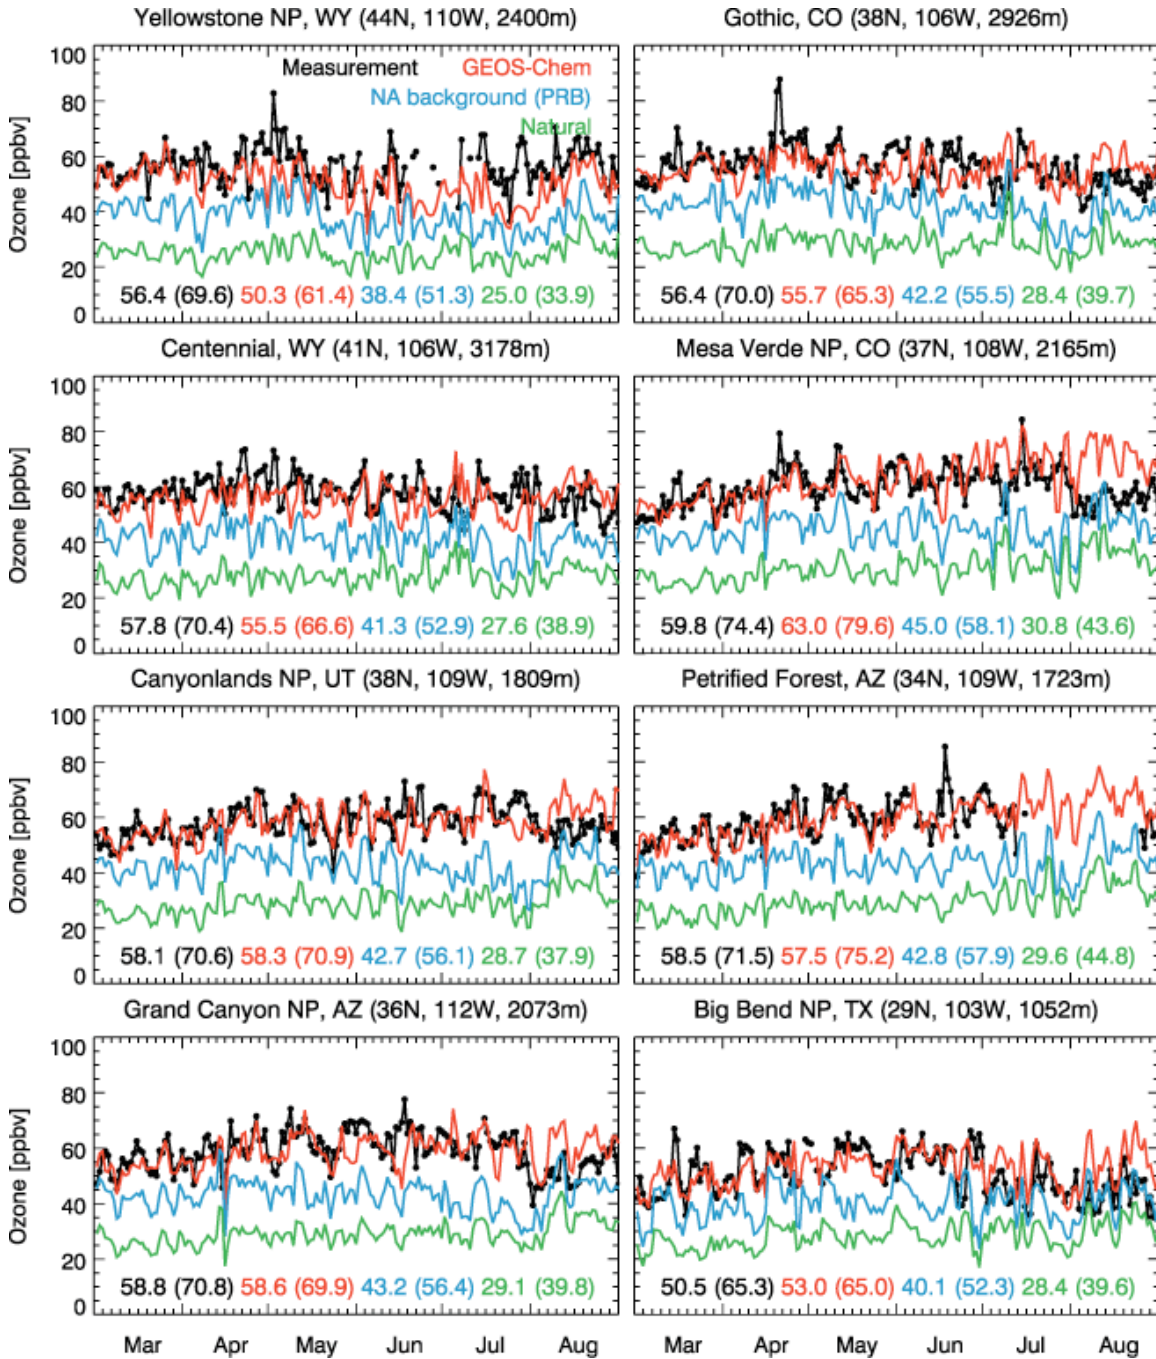 Yellowstone NP, WY (44N, 110W, 2400m)
Gothic, CO (38N, 106W, 2926m)
Measurement GEOS-Chem
NA background (PRB)
Natural
Ozone [ppbv]
100
80
60
40
20
0
56.4 (69.6) 50.3 (61.4) 38.4 (51.3) 25.0 (33.9)
56.4 (70.0) 55.7 (65.3) 42.2 (55.5) 28.4 (39.7)
Centennial, WY (41N, 106W, 3178m)
Mesa Verde NP, CO (37N, 108W, 2165m)
Ozone [ppbv]
100
80
60
40
20
0
57.8 (70.4) 55.5 (66.6) 41.3 (52.9) 27.6 (38.9)
59.8 (74.4) 63.0 (79.6) 45.0 (58.1) 30.8 (43.6)
Canyonlands NP, UT (38N, 109W, 1809m)
Petrified Forest, AZ (34N, 109W, 1723m)
Ozone [ppbv]
100
80
60
40
20
0
58.1 (70.6) 58.3 (70.9) 42.7 (56.1) 28.7 (37.9)
58.5 (71.5) 57.5 (75.2) 42.8 (57.9) 29.6 (44.8)
Grand Canyon NP, AZ (36N, 112W, 2073m)
Big Bend NP, TX (29N, 103W, 1052m)
Ozone [ppbv]
100
80
60
40
20
0
58.8 (70.8) 58.6 (69.9) 43.2 (56.4) 29.1 (39.8)
50.5 (65.3) 53.0 (65.0) 40.1 (52.3) 28.4 (39.6)
Mar Apr May Jun Jul Aug
Mar Apr May Jun Jul Aug